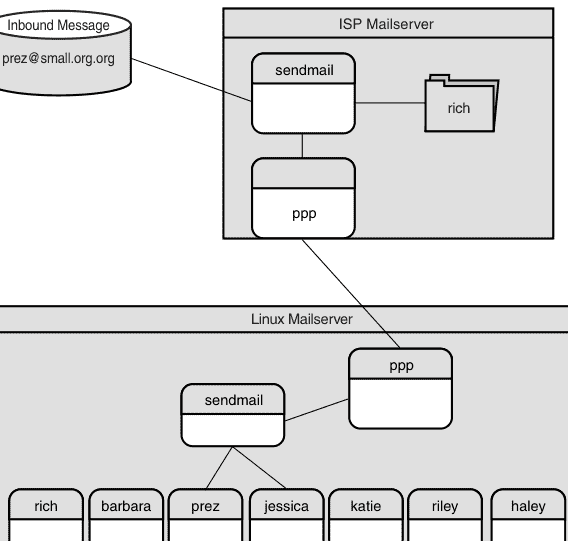 Inbound Message
prez@small.org.org
ISP Mailserver
sendmail
rich
ppp
Linux Mailserver
ppp
sendmail
rich barbara prez jessica katie riley haley